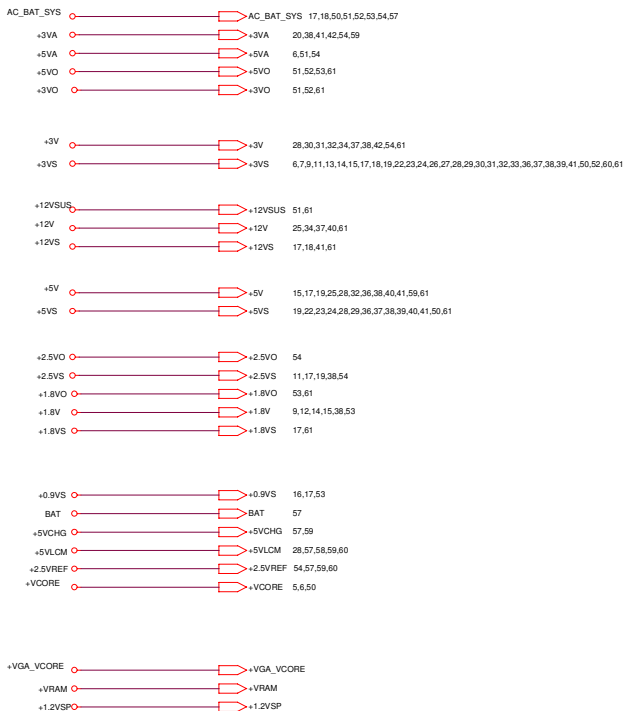 AC_BAT_SYS AC_BAT_SYS 17,18,50,51,52,53,54,57
+3VA +3VA 20,38,41,42,54,59
+5VA +5VA 6,51,54
+5VO +5VO 51,52,53,61
+3VO +3VO 51,52,61
+3V +3V 28,30,31,32,34,37,38,42,54,61
+3VS +3VS 6,7,9,11,13,14,15,17,18,19,22,23,24,26,27,28,29,30,31,32,33,36,37,38,39,41,50,52,60,61
+12VSUS +12VSUS 51,61
+12V +12V 25,34,37,40,61
+12VS +12VS 17,18,41,61
+5V +5V 15,17,19,25,28,32,36,38,40,41,59,61
+5VS +5VS 19,22,23,24,28,29,36,37,38,39,40,41,50,61
+2.5VO +2.5VO 54
+2.5VS +2.5VS 11,17,19,38,54
+1.8VO +1.8VO 53,61
+1.8V +1.8V 9,12,14,15,38,53
+1.8VS +1.8VS 17,61
+0.9VS +0.9VS 16,17,53
BAT BAT 57
+5VCHG +5VCHG 57,59
+5VLCM +5VLCM 28,57,58,59,60
+2.5VREF +2.5VREF 54,57,59,60
+VCORE +VCORE 5,6,50
+VGA_VCORE +VGA_VCORE
+VRAM +VRAM
+1.2VSP +1.2VSP